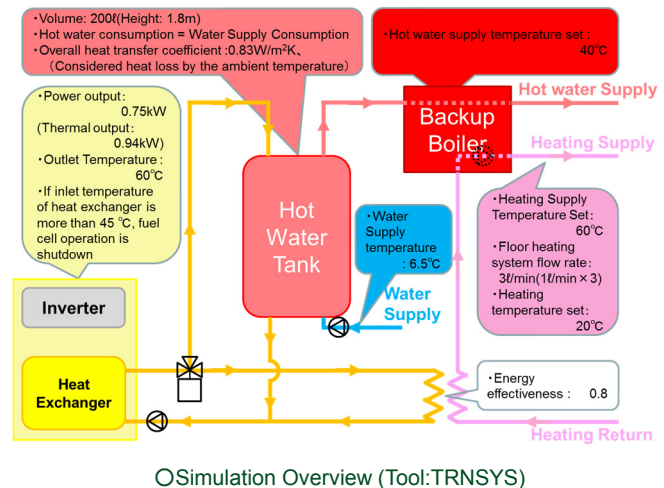 ・Volume: 200ℓ(Height: 1.8m)
・Hot water consumption = Water Supply Consumption
・Overall heat transfer coefficient :0.83W/m²K、
（Considered heat loss by the ambient temperature）
・Hot water supply temperature set :
40℃
・Power output :
0.75kW
(Thermal output :
0.94kW)
・Outlet Temperature :
60℃
・If inlet temperature
of heat exchanger is
more than 45 ℃, fuel
cell operation is
shutdown
Hot water Supply
Backup
Boiler
Heating Supply
Hot
Water
Tank
・Water
Supply
temperature
: 6.5℃
Water
Supply
・Heating Supply
Temperature Set :
60℃
・Floor heating
system flow rate :
3ℓ/min(1ℓ/min×3)
・Heating
temperature set :
20℃
Inverter
Heat
Exchanger
・Energy
effectiveness : 0.8
Heating Return
○Simulation Overview (Tool:TRNSYS)